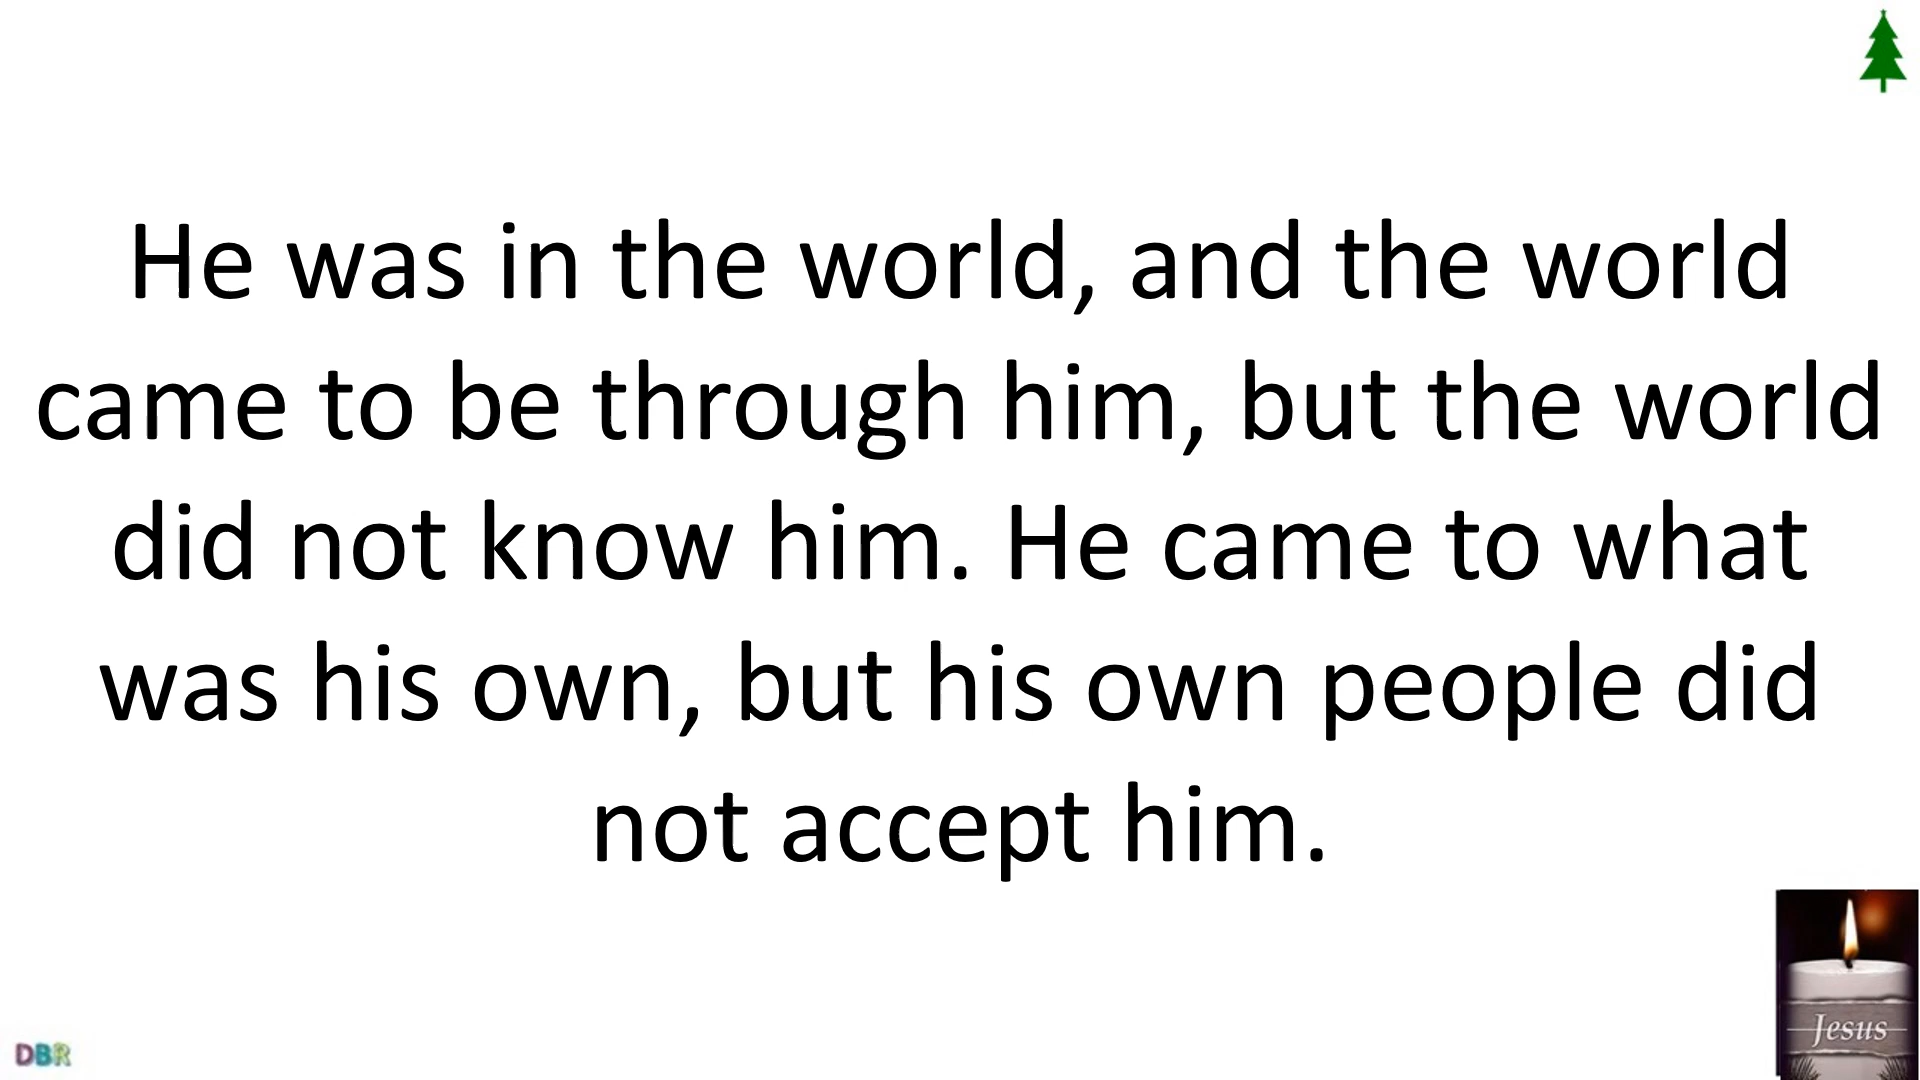 He was in the world, and the world
came to be through him, but the world
did not know him. He came to what
was his own, but his own people did
not accept him.
Jesus
DBR